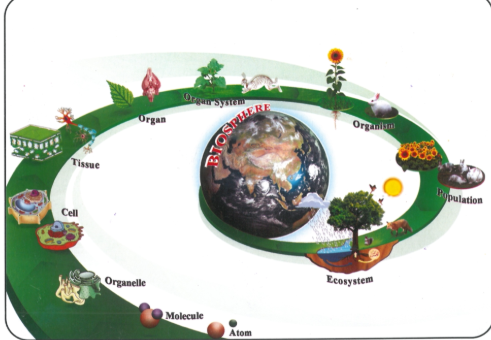 Organ System
BIOSPHERE
Organ
Organism
Tissue
Population
Cell
Ecosystem
Organelle
Molecule
Atom